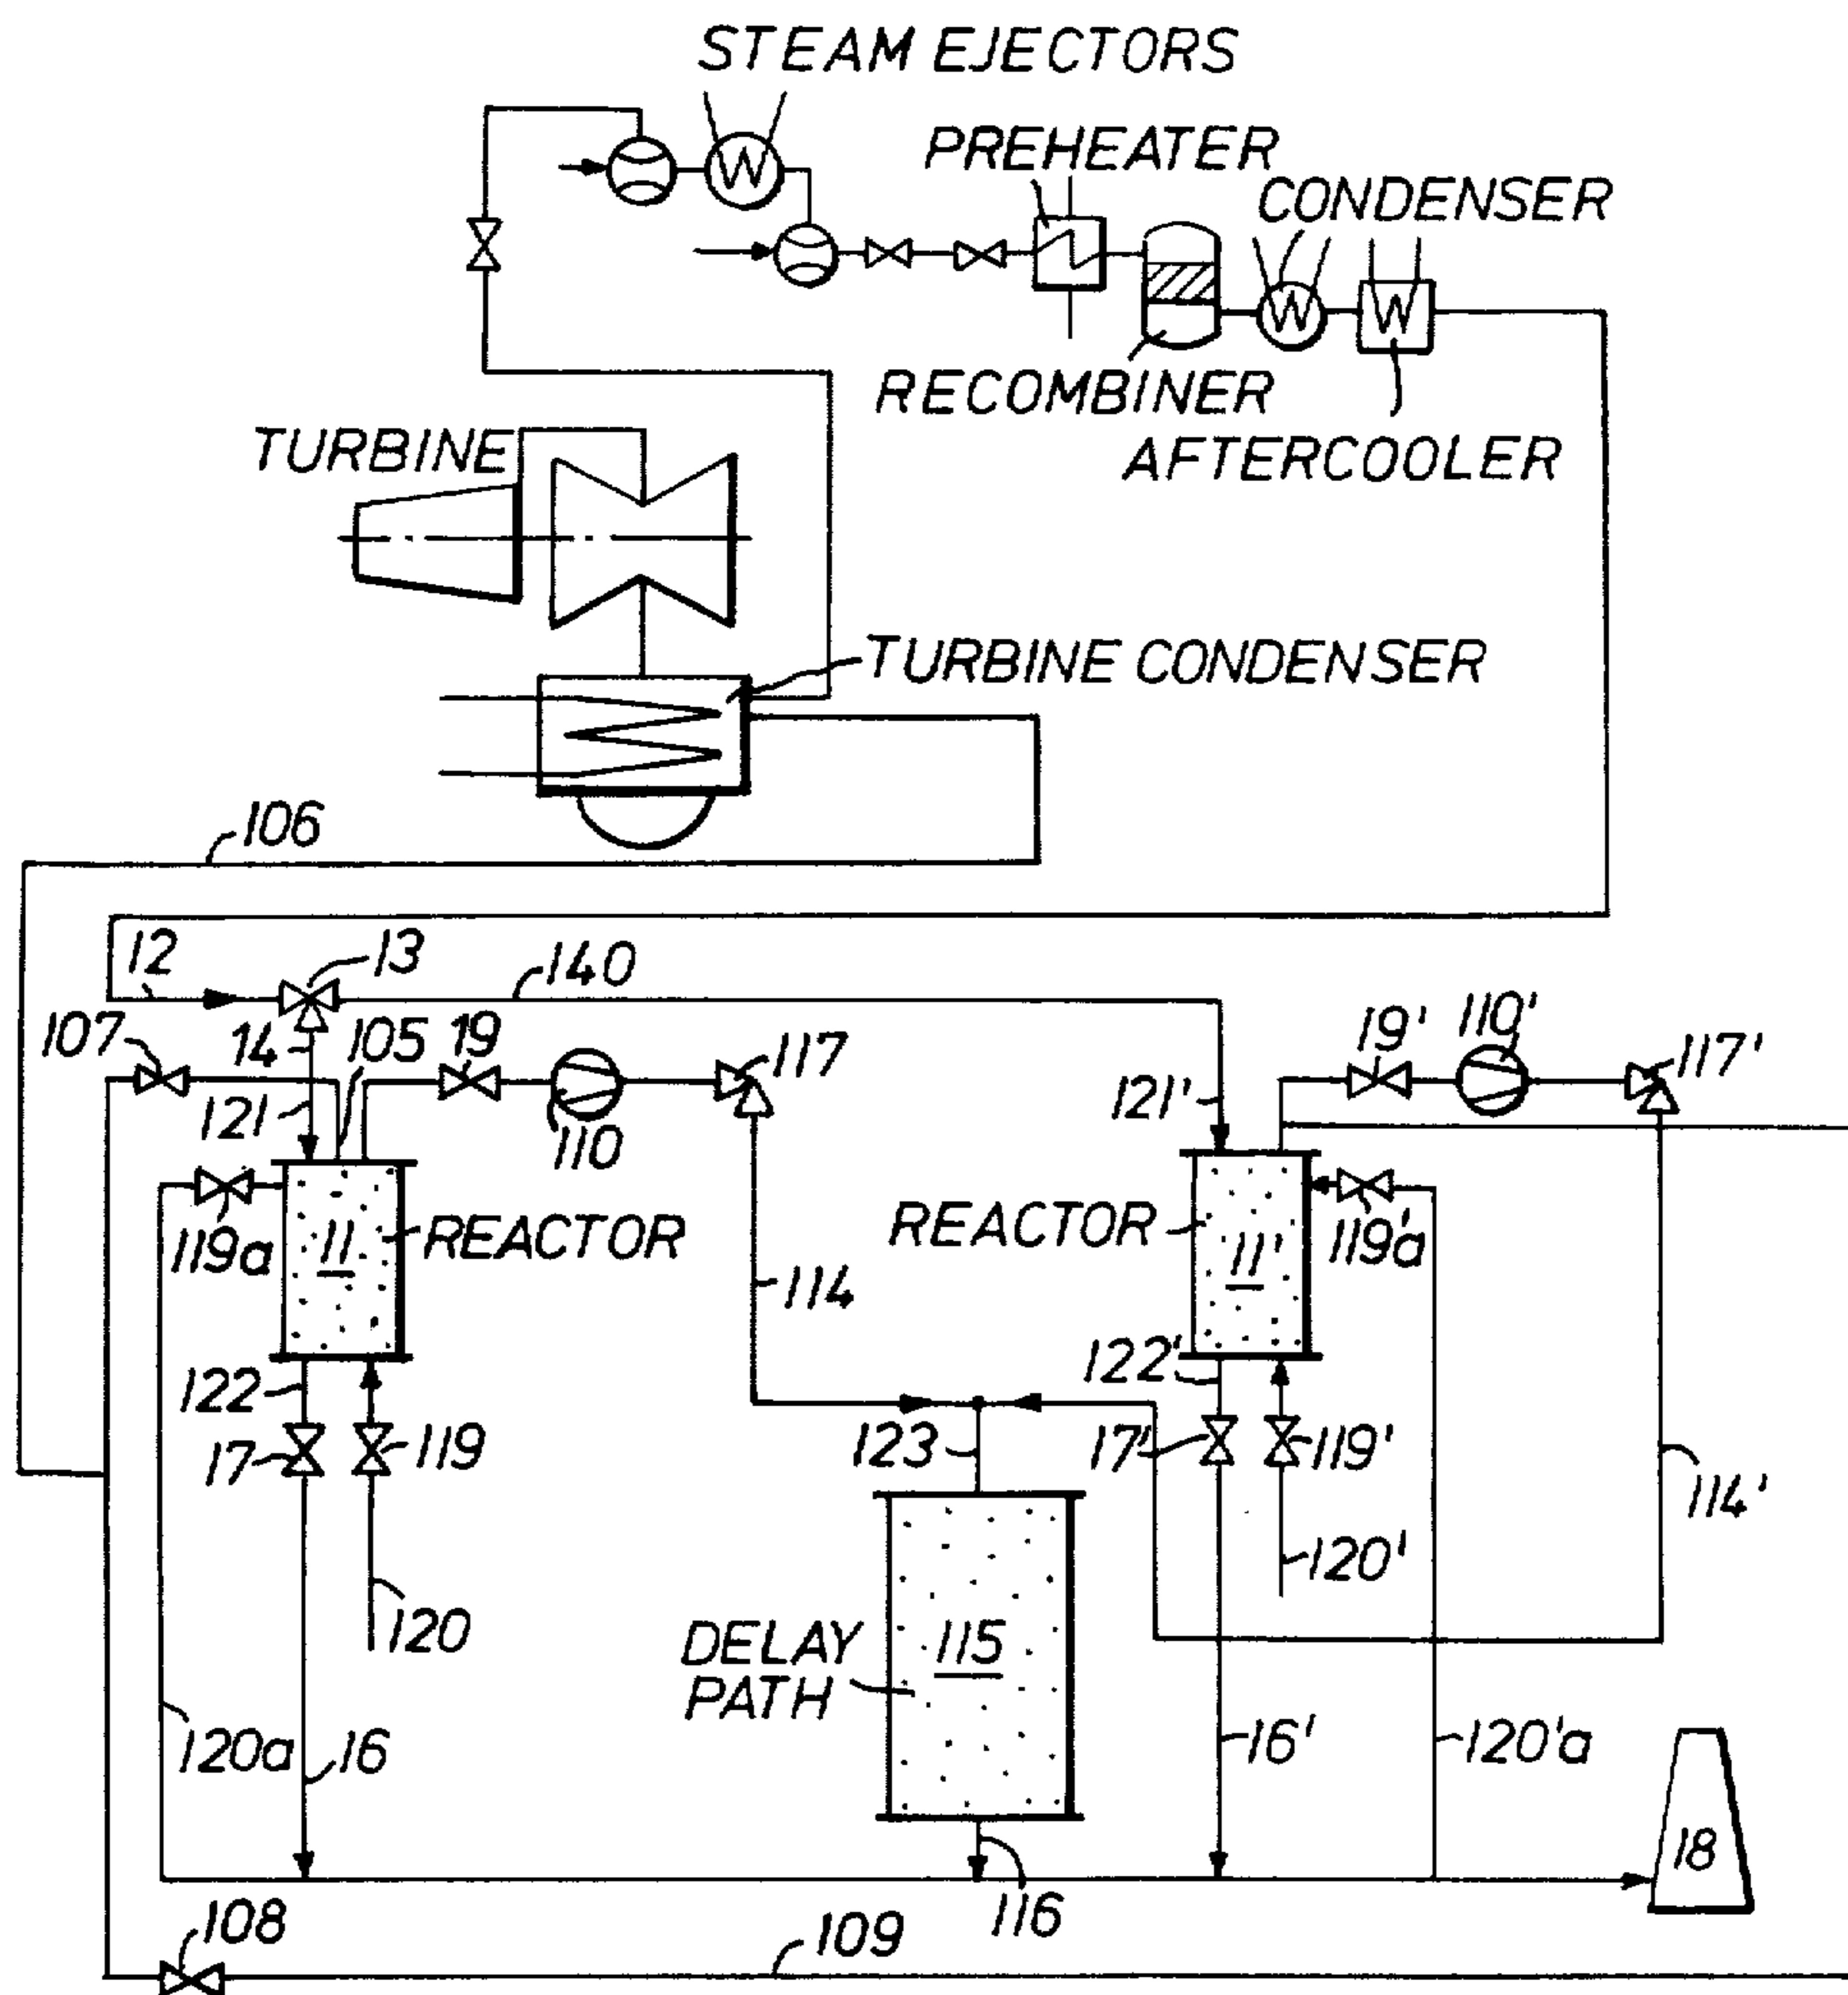 STEAM EJECTORS
PREHEATER
CONDENSER
RECOMBINER
AFTERCOOLER
TURBINE
TURBINE CONDENSER
106
12
13
140
107
14
105
19
117
19'
110'
117'
121
110
121'
119a
11
REACTOR
REACTOR
11'
119'a
114
122
122'
17
119
123
17'
119'
114'
120
120'
DELAY
PATH
115
120a
16
16'
120'a
18
116
108
109